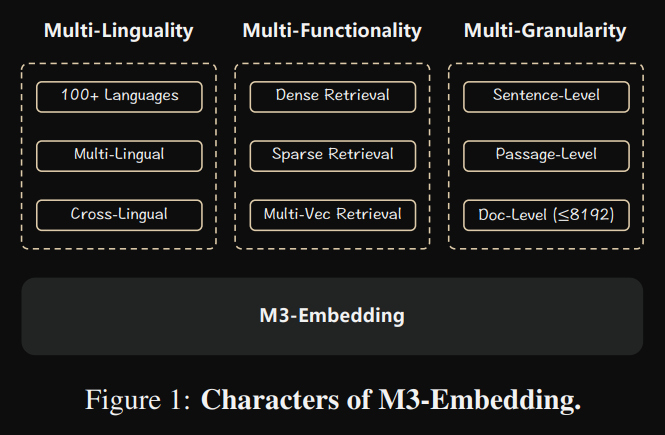 Multi-Linguality
100+ Languages
Multi-Lingual
Cross-Lingual
Multi-Functionality
Dense Retrieval
Sparse Retrieval
Multi-Vec Retrieval
Multi-Granularity
Sentence-Level
Passage-Level
Doc-Level (≤8192)
M3-Embedding
Figure 1: Characters of M3-Embedding.